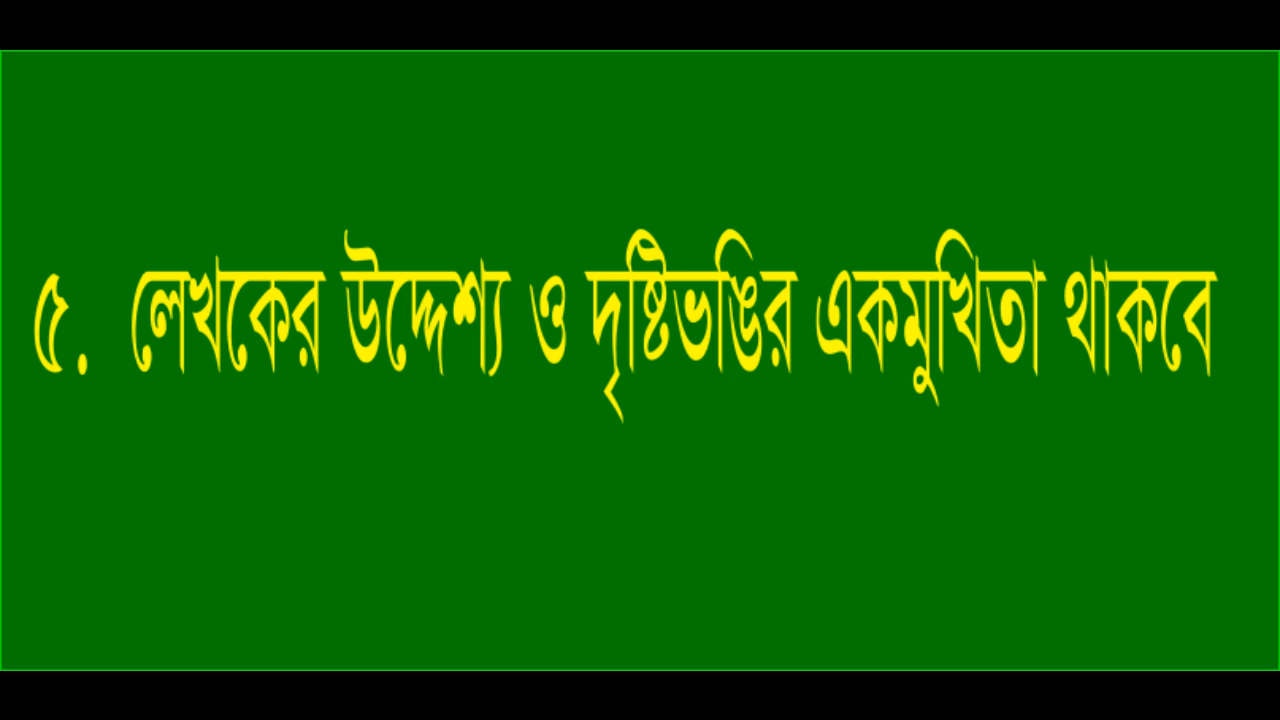 ৫. লেখকের উদ্দেশ্য ও দৃষ্টিভঙ্গির একমুখিতা থাকবে